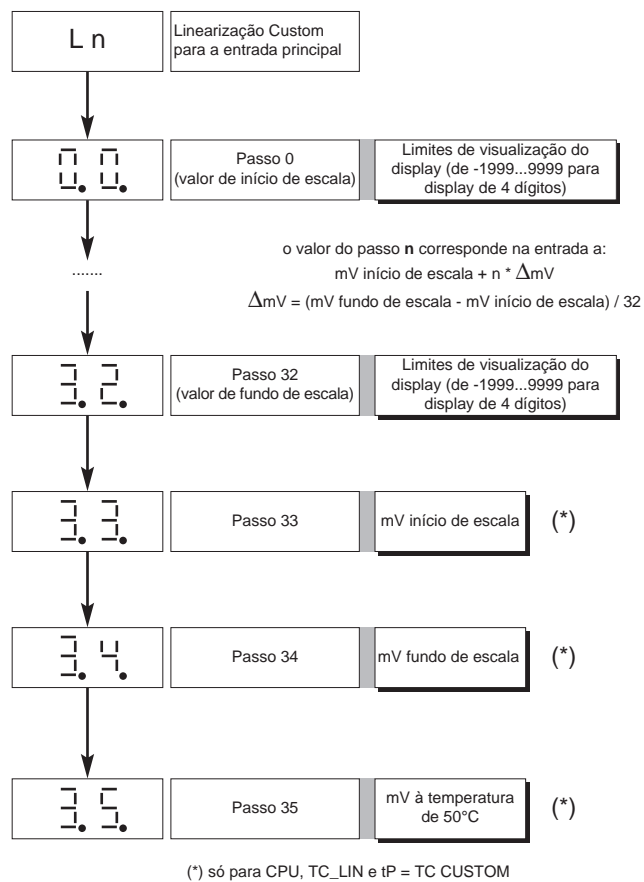 L n
Linearização Custom
para a entrada principal
0.0.
Passo 0
(valor de início de escala)
Limites de visualização do
display (de -1999...9999 para
display de 4 dígitos)
.......
o valor do passo n corresponde na entrada a:
mV início de escala + n * ΔmV
ΔmV = (mV fundo de escala - mV início de escala) / 32
3.2.
Passo 32
(valor de fundo de escala)
Limites de visualização do
display (de -1999...9999 para
display de 4 dígitos)
3.3.
Passo 33
mV início de escala
(*)
3.4.
Passo 34
mV fundo de escala
(*)
3.5.
Passo 35
mV à temperatura
de 50°C
(*)
(*) só para CPU, TC_LIN e tP = TC CUSTOM